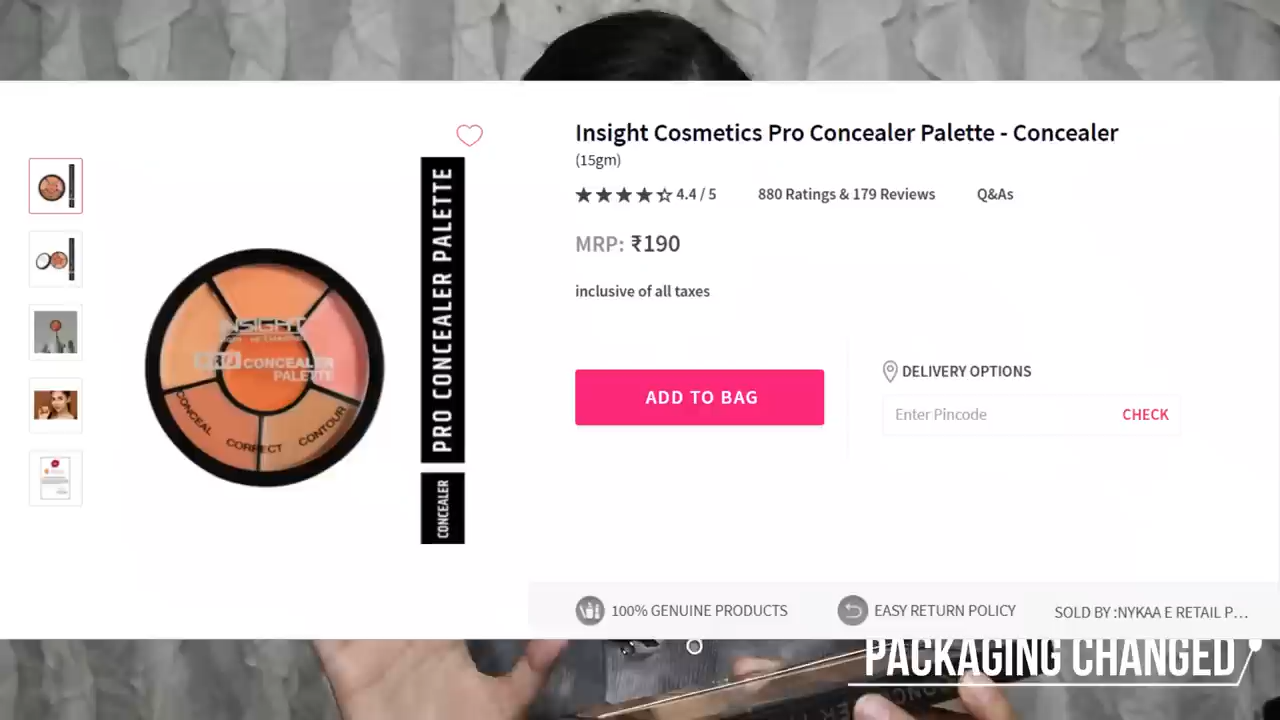 Insight Cosmetics Pro Concealer Palette - Concealer
(15gm)
4.4 / 5 880 Ratings & 179 Reviews Q&As
MRP: ₹190
inclusive of all taxes
ADD TO BAG
DELIVERY OPTIONS
Enter Pincode CHECK
INSIGHT
PRO CONCEALER
PALETTE
CONCEAL CORRECT CONTOUR
PRO CONCEALER PALETTE
CONCEALER
100% GENUINE PRODUCTS
EASY RETURN POLICY
SOLD BY :NYKAA E RETAIL P...
PACKAGING CHANGED